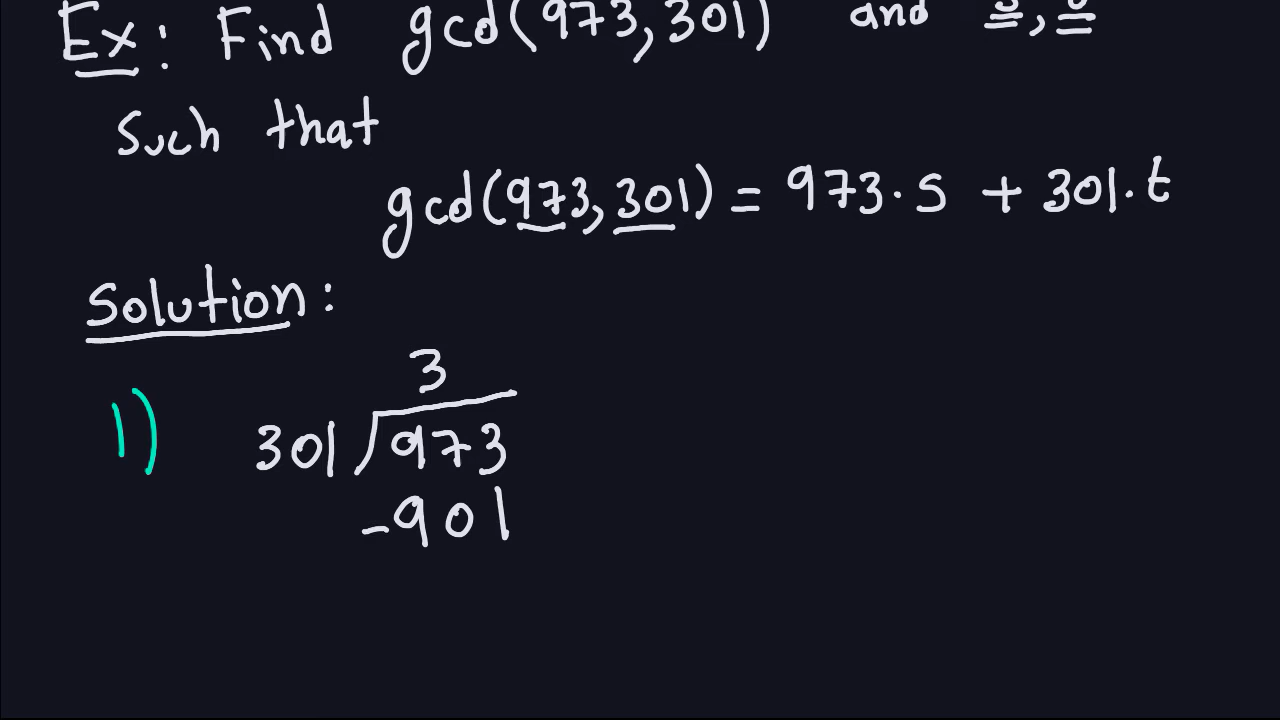 Ex: Find gcd(973,301) and s,t
Such that
gcd(973,301) = 973·s + 301·t
Solution:
1)
3
301 973
-901